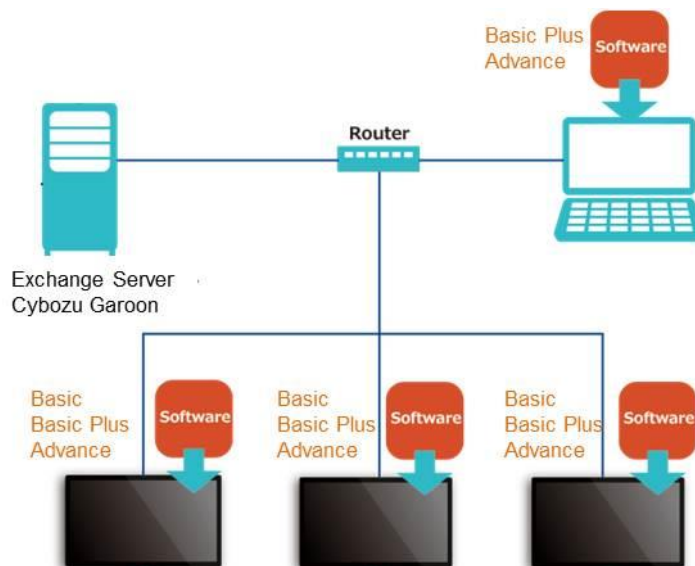 Basic Plus
Advance
Software
Router
Exchange Server
Cybozu Garoon
Basic
Basic Plus
Advance
Software
Basic
Basic Plus
Advance
Software
Basic
Basic Plus
Advance
Software